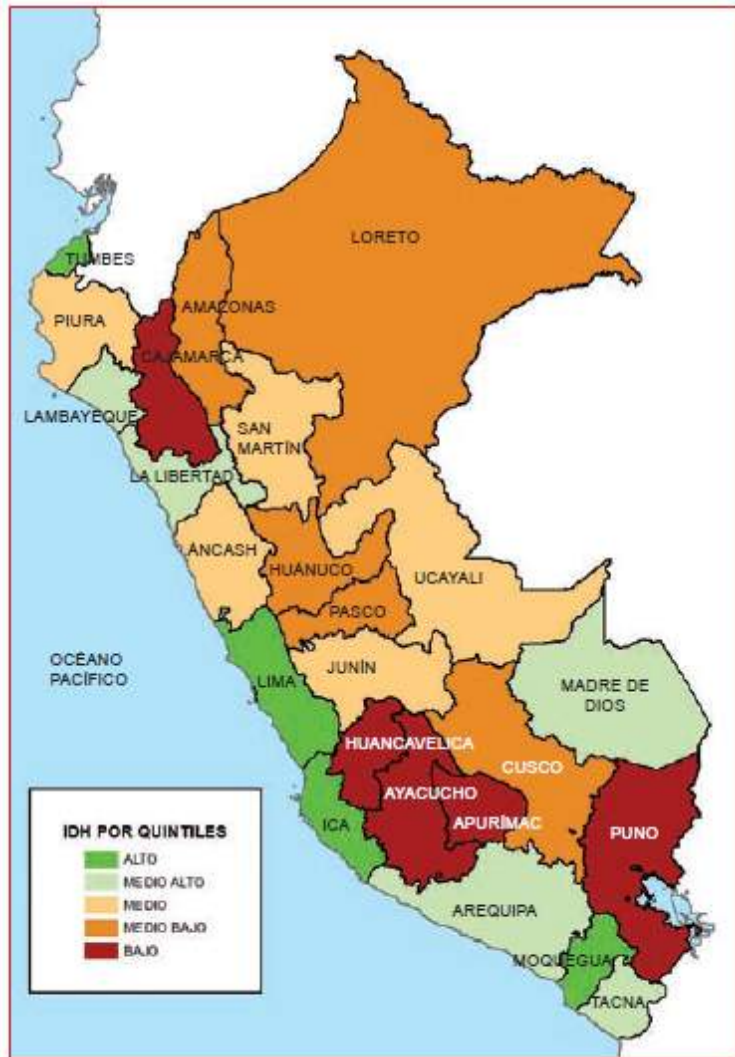 LORETO
TUMBES
AMAZONAS
PIURA
CAJAMARCA
LAMBAYEQUE
SAN
MARTÍN
LA LIBERTAD
ÁNCASH
HUÁNUCO
UCAYALI
PASCO
OCÉANO
PACÍFICO
JUNÍN
LIMA
MADRE DE
DIOS
HUANCAVELICA
CUSCO
AYACUCHO
ICA
APURÍMAC
PUNO
IDH POR QUINTILES
ALTO
MEDIO ALTO
MEDIO
MEDIO BAJO
BAJO
AREQUIPA
MOQUEGUA
TACNA